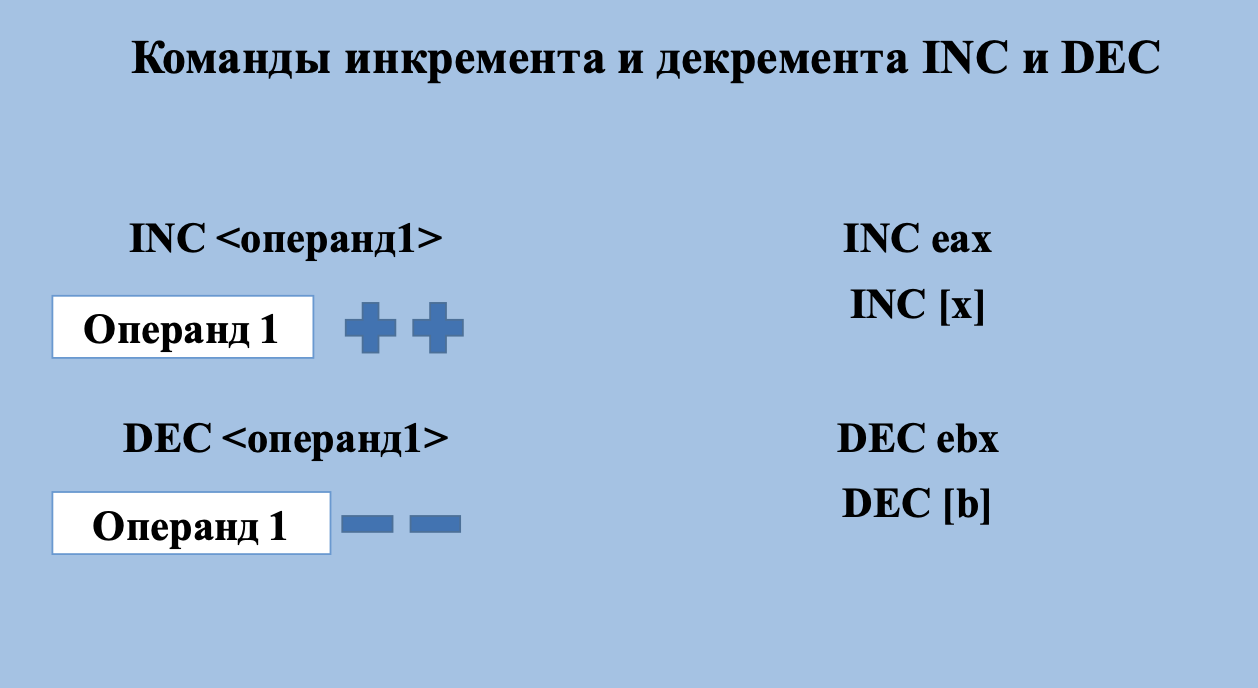 Команды инкремента и декремента INC и DEC
INC <операнд1>
Операнд 1
DEC <операнд1>
Операнд 1
INC eax
INC [x]
DEC ebx
DEC [b]